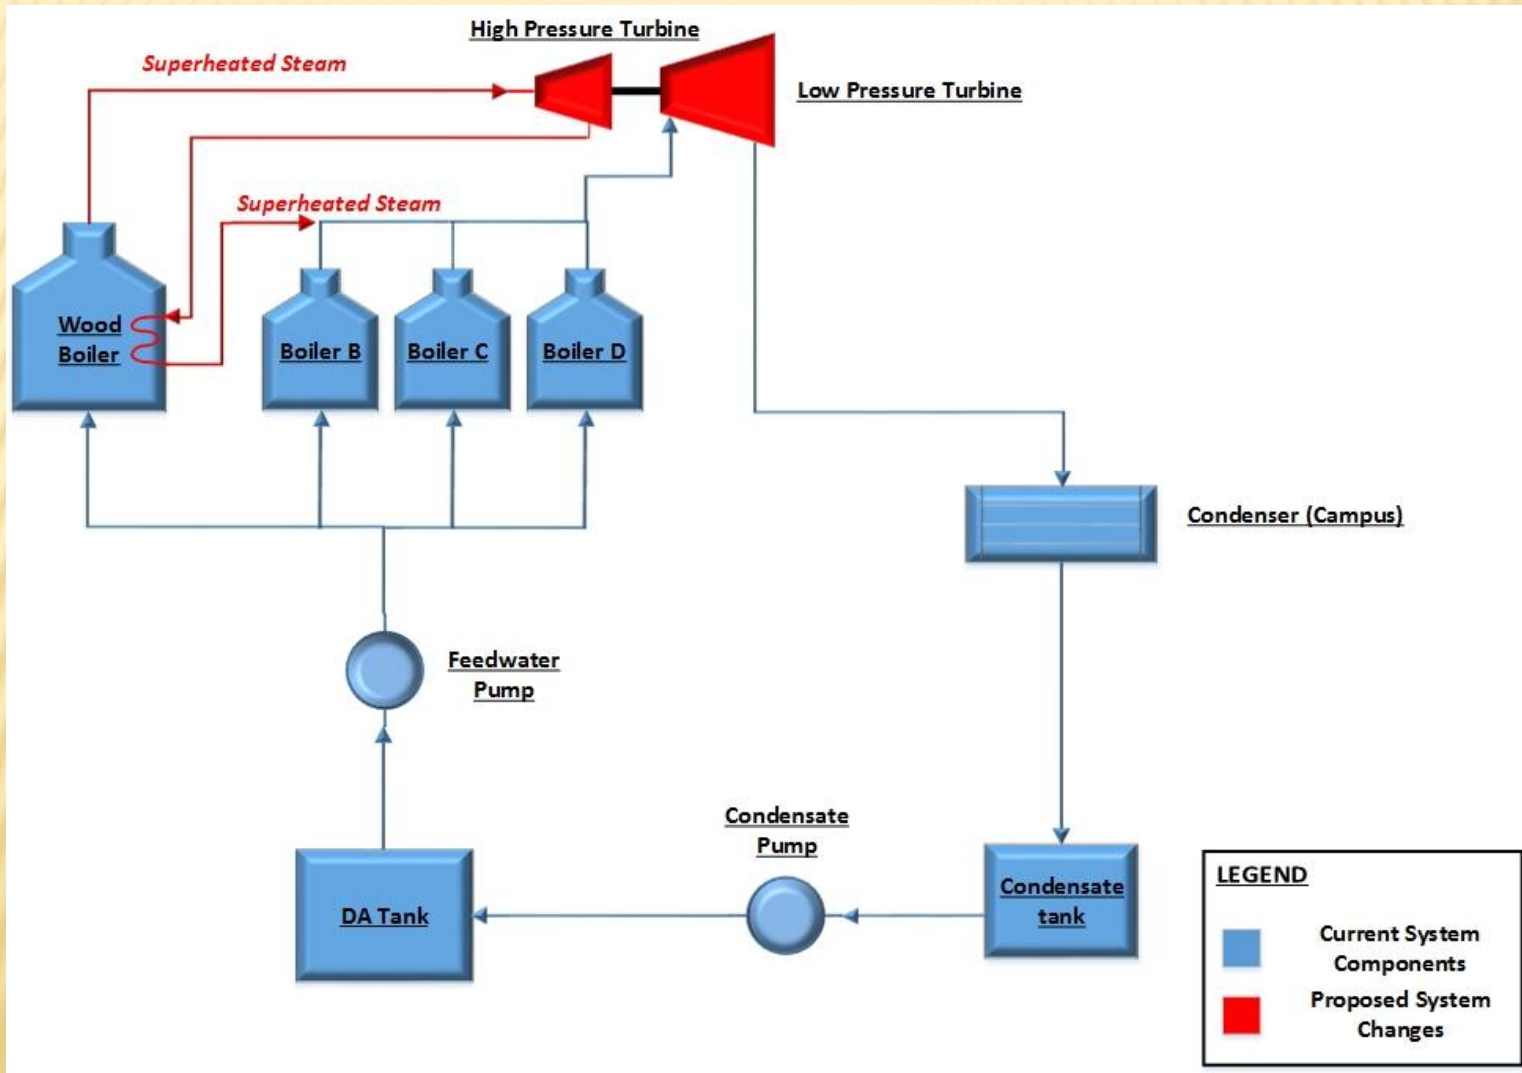 High Pressure Turbine
Superheated Steam
Low Pressure Turbine
Superheated Steam
Wood
Boiler
Boiler B
Boiler C
Boiler D
Condenser (Campus)
Feedwater
Pump
Condensate
Pump
DA Tank
Condensate
tank
LEGEND
Current System
Components
Proposed System
Changes